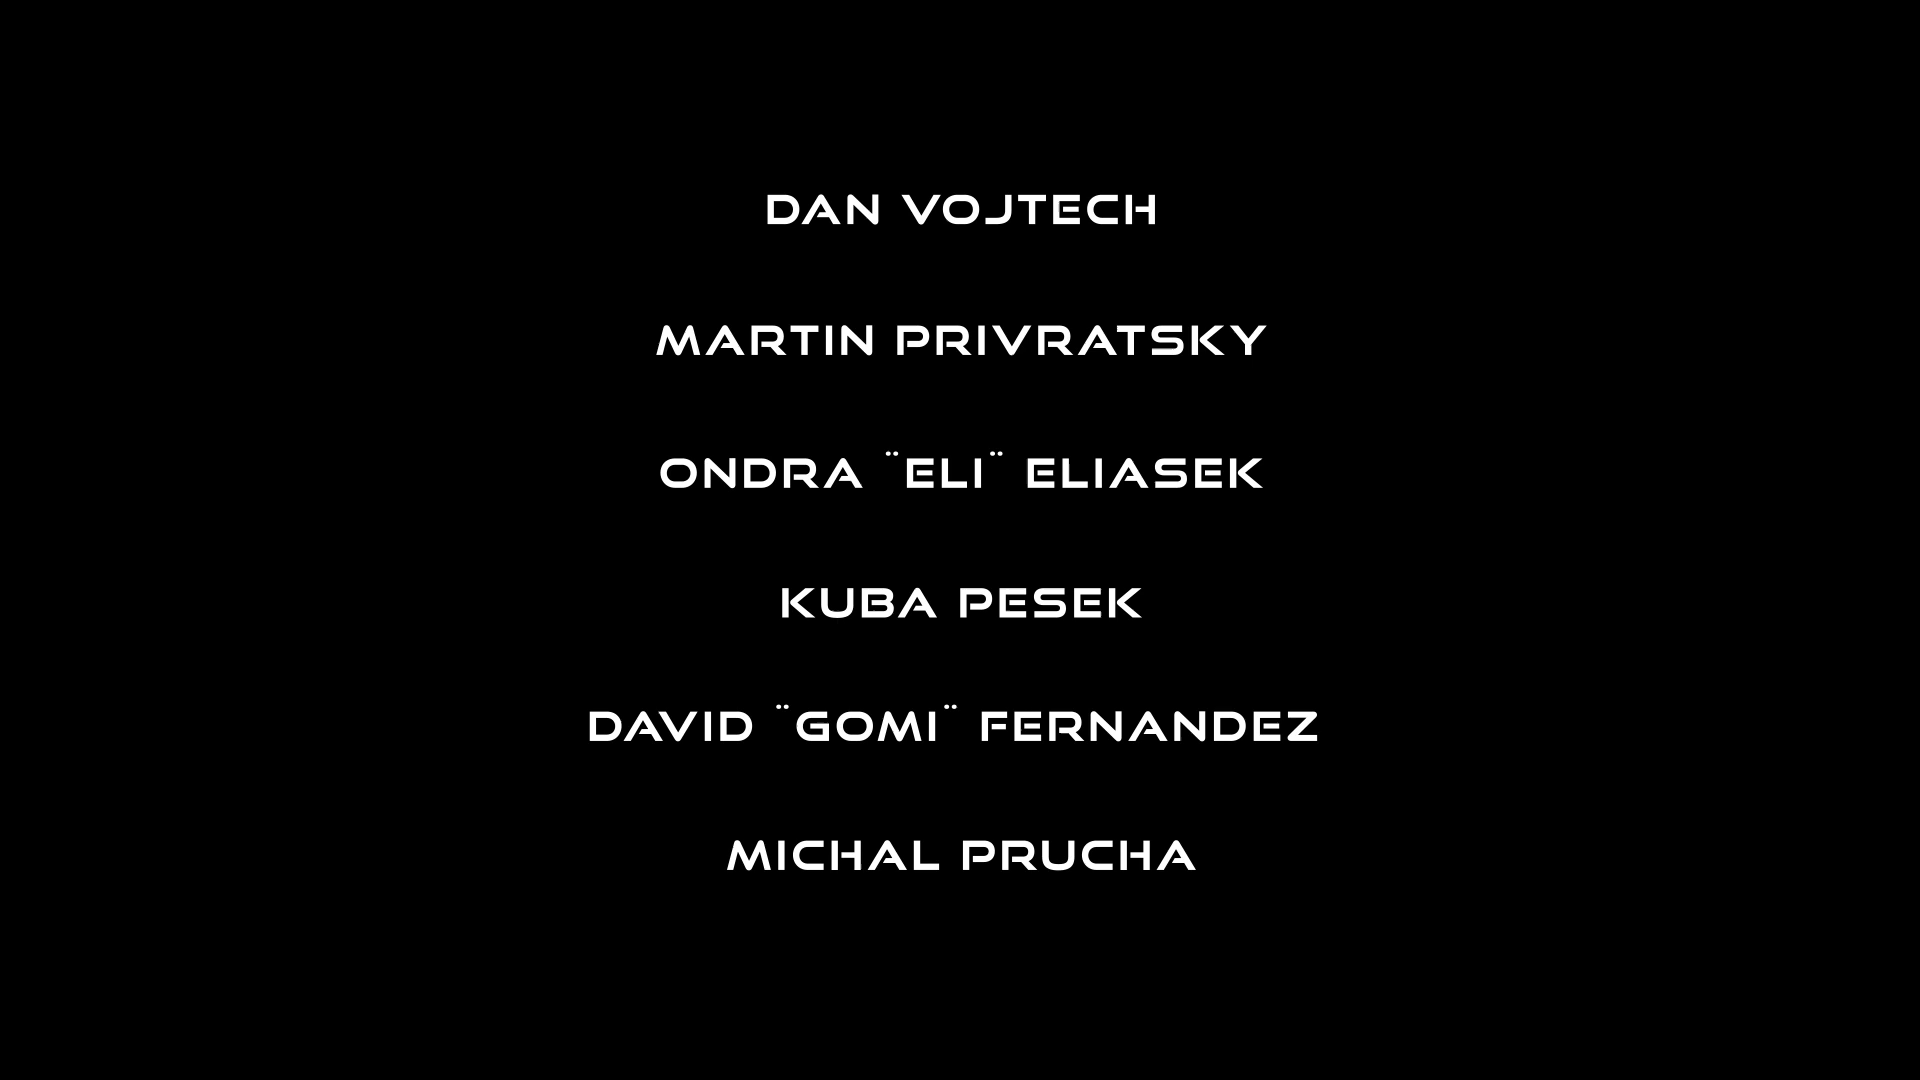 DAN VOJTECH
MARTIN PRIVRATSKY
ONDRA ¨ELI¨ ELIASEK
KUBA PESEK
DAVID ¨GOMI¨ FERNANDEZ
MICHAL PRUCHA